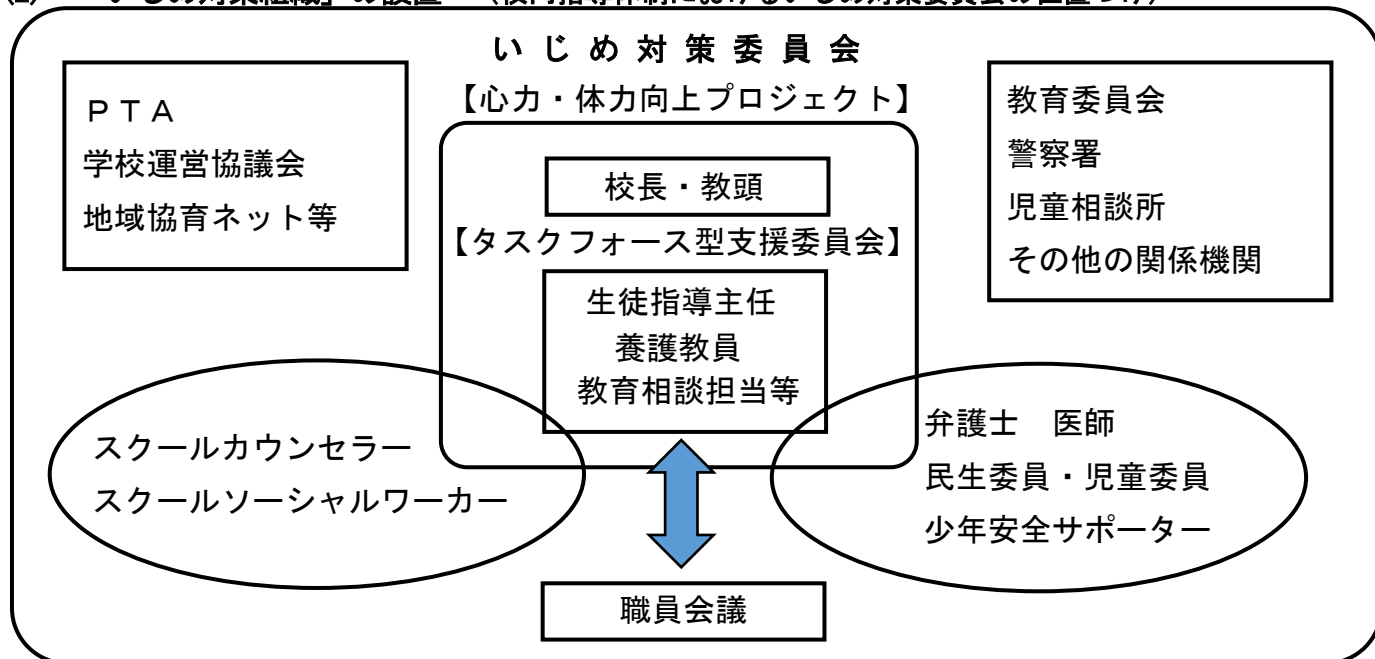 いじめ対策委員会
【心力・体力向上プロジェクト】
ＰＴＡ
学校運営協議会
地域協育ネット等
校長・教頭
【タスクフォース型支援委員会】
生徒指導主任
養護教員
教育相談担当等
教育委員会
警察署
児童相談所
その他の関係機関
スクールカウンセラー
スクールソーシャルワーカー
弁護士　医師
民生委員・児童委員
少年安全サポーター
職員会議